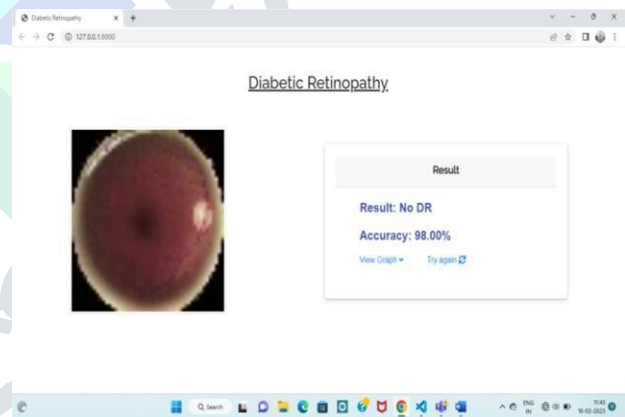 Diabetic Retinopathy
127.0.0.1:8000
Diabetic Retinopathy
Result
Result: No DR
Accuracy: 98.00%
View Graph Try again
Search
ENG
IN
11:43
16-02-2023